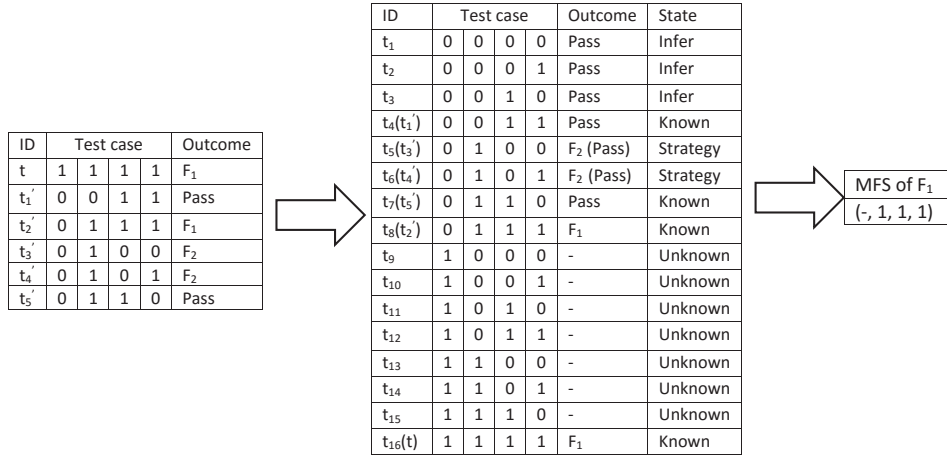 ID Test case Outcome
t 1 1 1 1 F₁
t₁' 0 0 1 1 Pass
t₂' 0 1 1 1 F₁
t₃' 0 1 0 0 F₂
t₄' 0 1 0 1 F₂
t₅' 0 1 1 0 Pass
ID Test case Outcome State
t₁ 0 0 0 0 Pass Infer
t₂ 0 0 0 1 Pass Infer
t₃ 0 0 1 0 Pass Infer
t₄(t₁') 0 0 1 1 Pass Known
t₅(t₃') 0 1 0 0 F₂ (Pass) Strategy
t₆(t₄') 0 1 0 1 F₂ (Pass) Strategy
t₇(t₅') 0 1 1 0 Pass Known
t₈(t₂') 0 1 1 1 F₁ Known
t₉ 1 0 0 0 - Unknown
t₁₀ 1 0 0 1 - Unknown
t₁₁ 1 0 1 0 - Unknown
t₁₂ 1 0 1 1 - Unknown
t₁₃ 1 1 0 0 - Unknown
t₁₄ 1 1 0 1 - Unknown
t₁₅ 1 1 1 0 - Unknown
t₁₆(t) 1 1 1 1 F₁ Known
MFS of F₁
(-, 1, 1, 1)